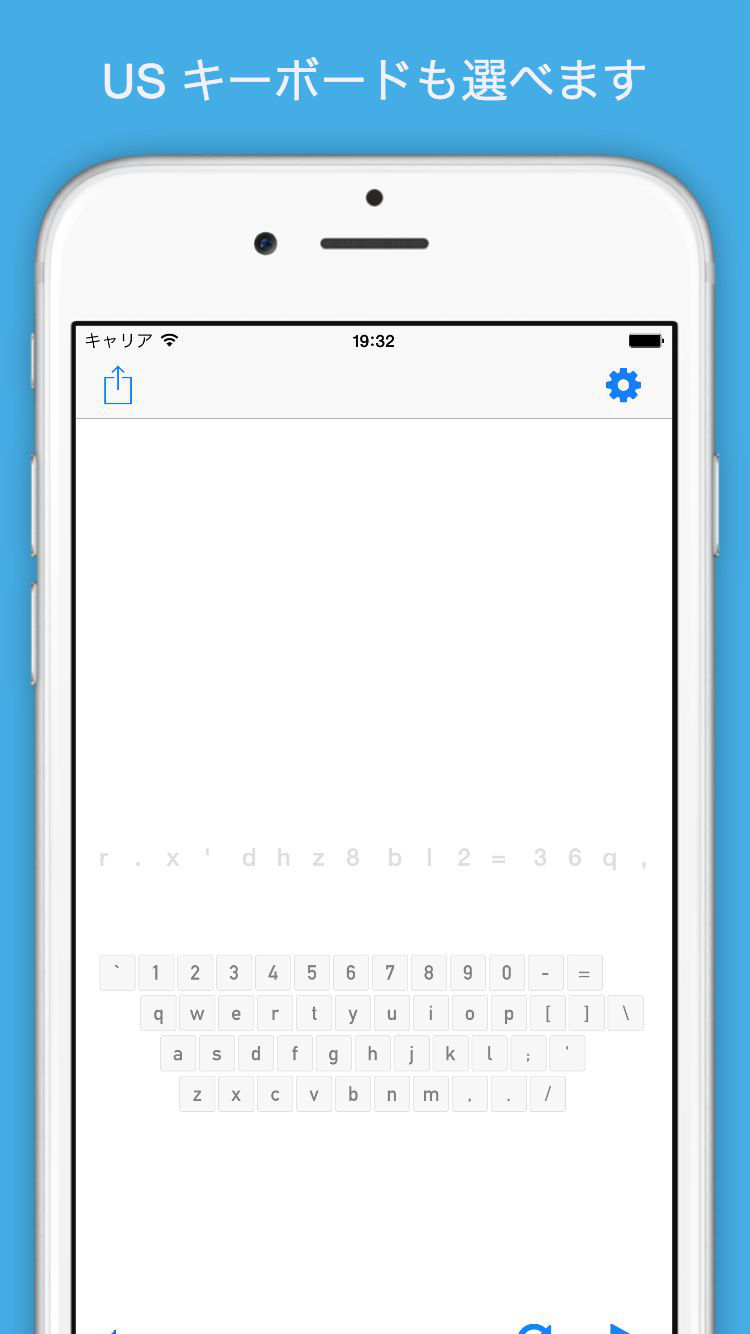 US キーボードも選べます
キャリア 19:32
r . x ' d h z 8 b l 2 = 3 6 q ,
` 1 2 3 4 5 6 7 8 9 0 - =
q w e r t y u i o p [ ] \
a s d f g h j k l ; '
z x c v b n m , . /